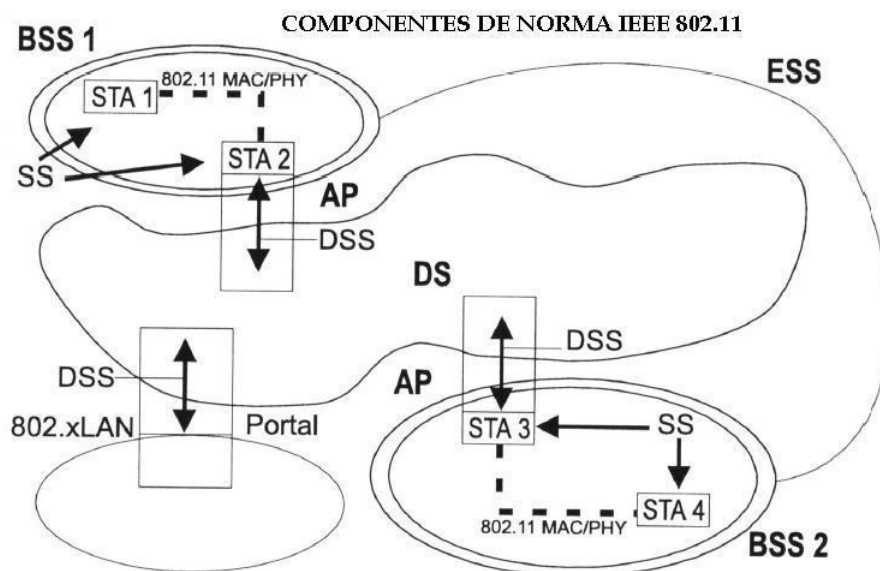 COMPONENTES DE NORMA IEEE 802.11
BSS 1
802.11 MAC/PHY
ESS
STA 1
STA 2
SS
AP
DSS
DS
DSS
DSS
AP
802.xLAN
Portal
STA 3
SS
STA 4
802.11 MAC/PHY
BSS 2